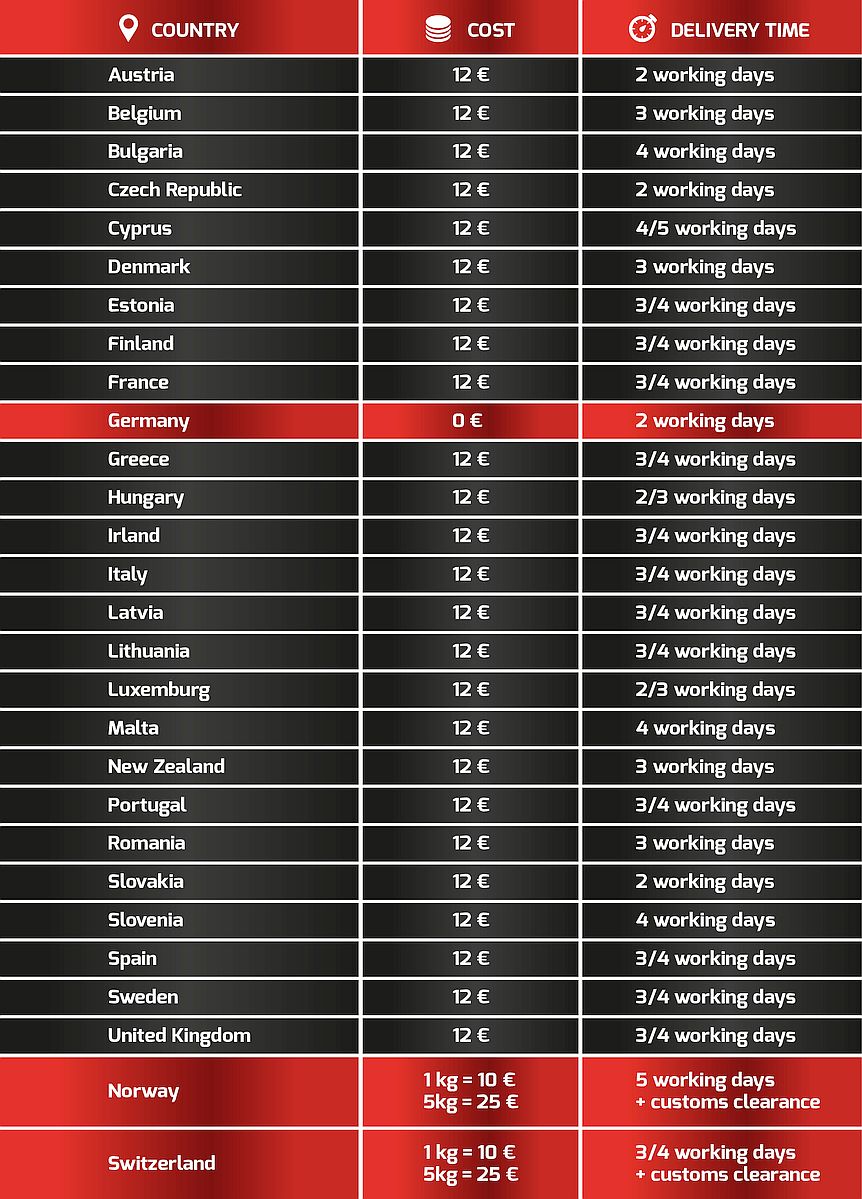 COUNTRY COST DELIVERY TIME
Austria 12 € 2 working days
Belgium 12 € 3 working days
Bulgaria 12 € 4 working days
Czech Republic 12 € 2 working days
Cyprus 12 € 4/5 working days
Denmark 12 € 3 working days
Estonia 12 € 3/4 working days
Finland 12 € 3/4 working days
France 12 € 3/4 working days
Germany 0 € 2 working days
Greece 12 € 3/4 working days
Hungary 12 € 2/3 working days
Irland 12 € 3/4 working days
Italy 12 € 3/4 working days
Latvia 12 € 3/4 working days
Lithuania 12 € 3/4 working days
Luxemburg 12 € 2/3 working days
Malta 12 € 4 working days
New Zealand 12 € 3 working days
Portugal 12 € 3/4 working days
Romania 12 € 3 working days
Slovakia 12 € 2 working days
Slovenia 12 € 4 working days
Spain 12 € 3/4 working days
Sweden 12 € 3/4 working days
United Kingdom 12 € 3/4 working days
Norway
1 kg = 10 € 5 working days
5kg = 25 € + customs clearance
Switzerland
1 kg = 10 € 3/4 working days
5kg = 25 € + customs clearance